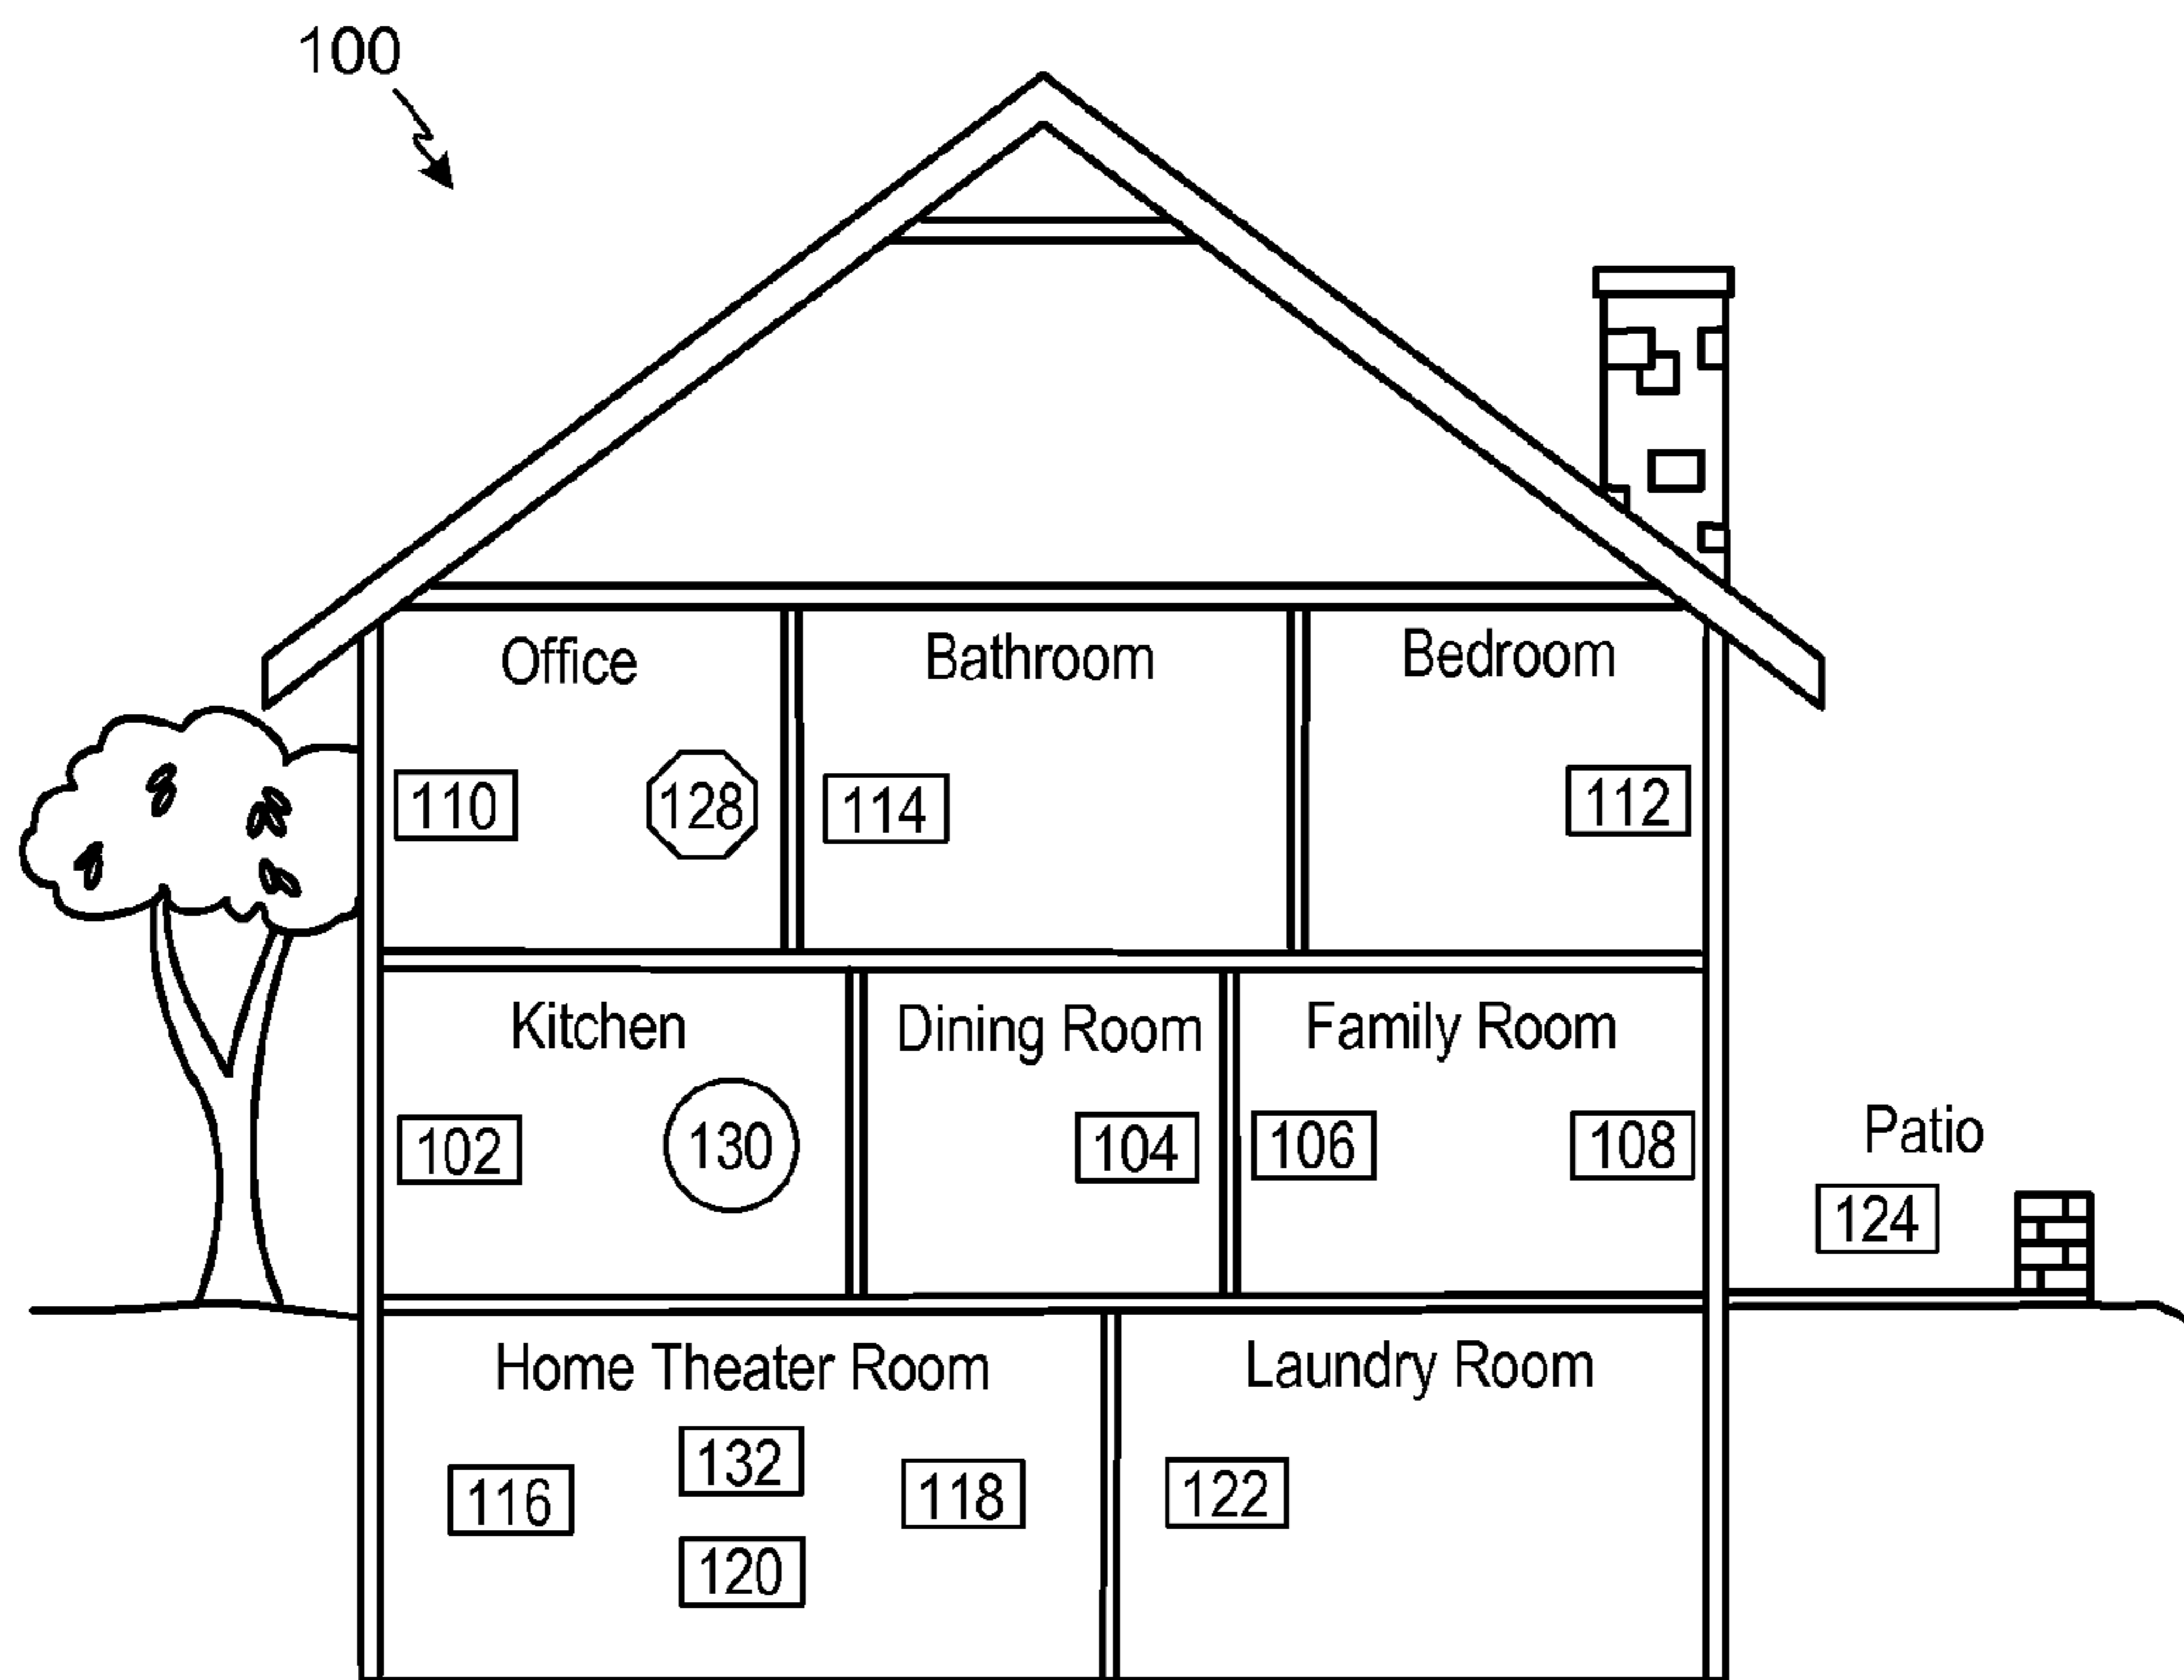 100
Office Bathroom Bedroom
110 128 114 112
Kitchen Dining Room Family Room
102 130 104 106 108
Patio
124
Home Theater Room Laundry Room
132
116 118 122
120